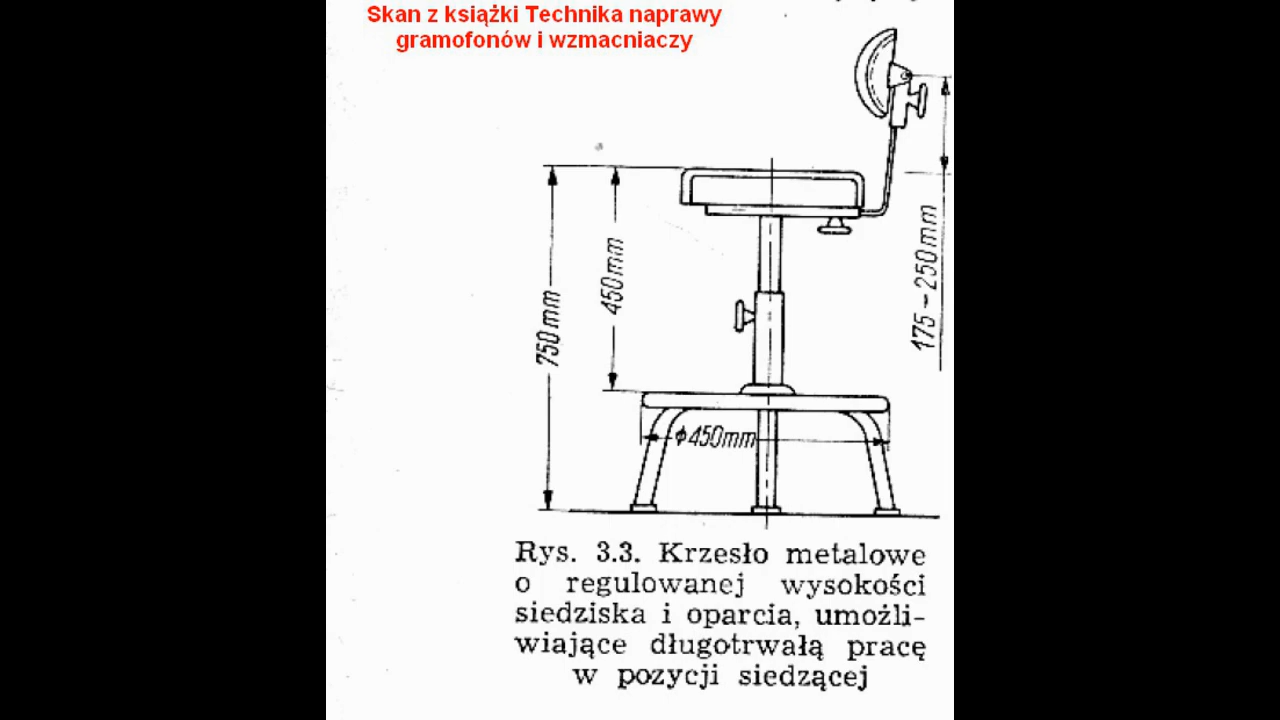 Skan z książki Technika naprawy
gramofonów i wzmacniaczy
750mm
450mm
175-250mm
ϕ450mm
Rys. 3.3. Krzesło metalowe
o regulowanej wysokości
siedziska i oparcia, umożli-
wiające długotrwałą pracę
w pozycji siedzącej